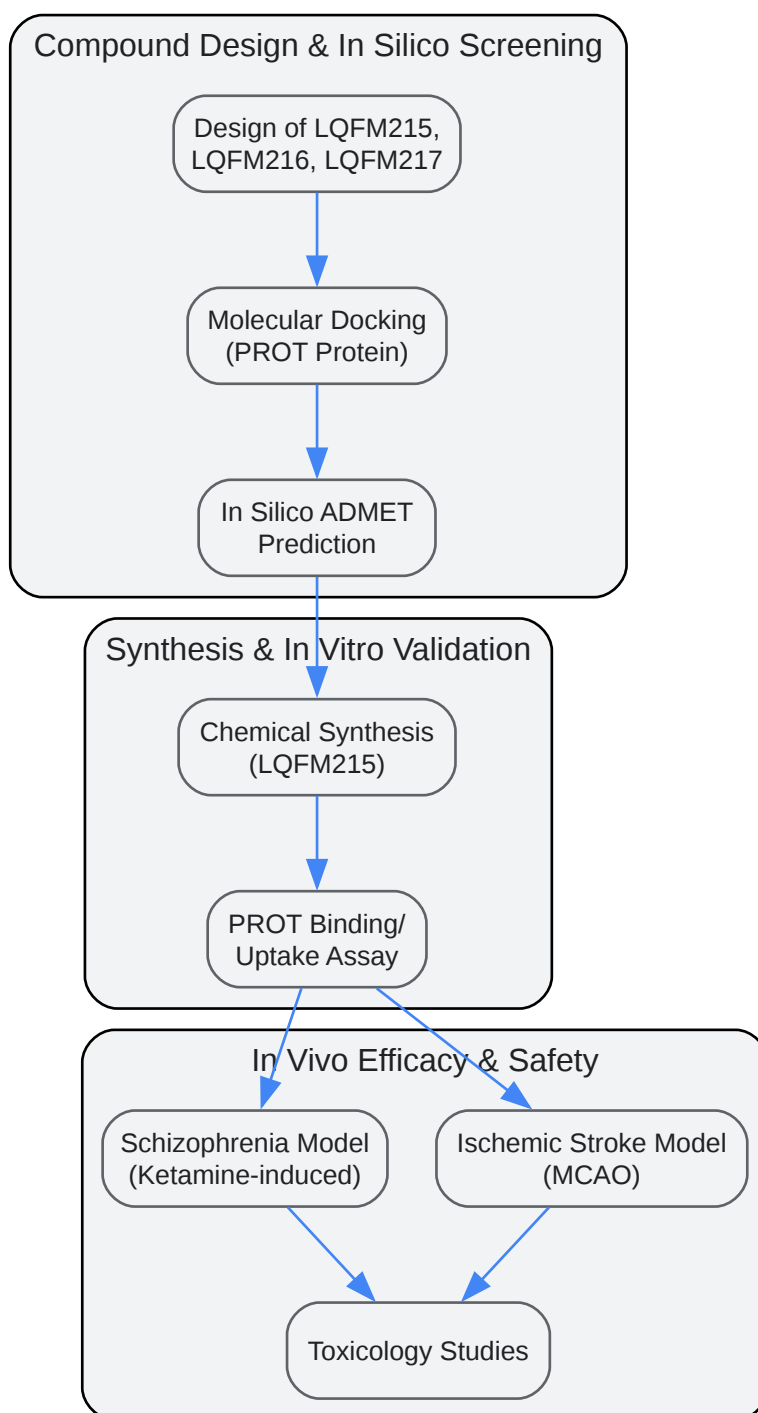 Compound Design & In Silico Screening
Design of LQFM215,
LQFM216, LQFM217
Molecular Docking
(PROT Protein)
In Silico ADMET
Prediction
Synthesis & In Vitro Validation
Chemical Synthesis
(LQFM215)
PROT Binding/
Uptake Assay
In Vivo Efficacy & Safety
Schizophrenia Model
(Ketamine-induced)
Ischemic Stroke Model
(MCAO)
Toxicology Studies